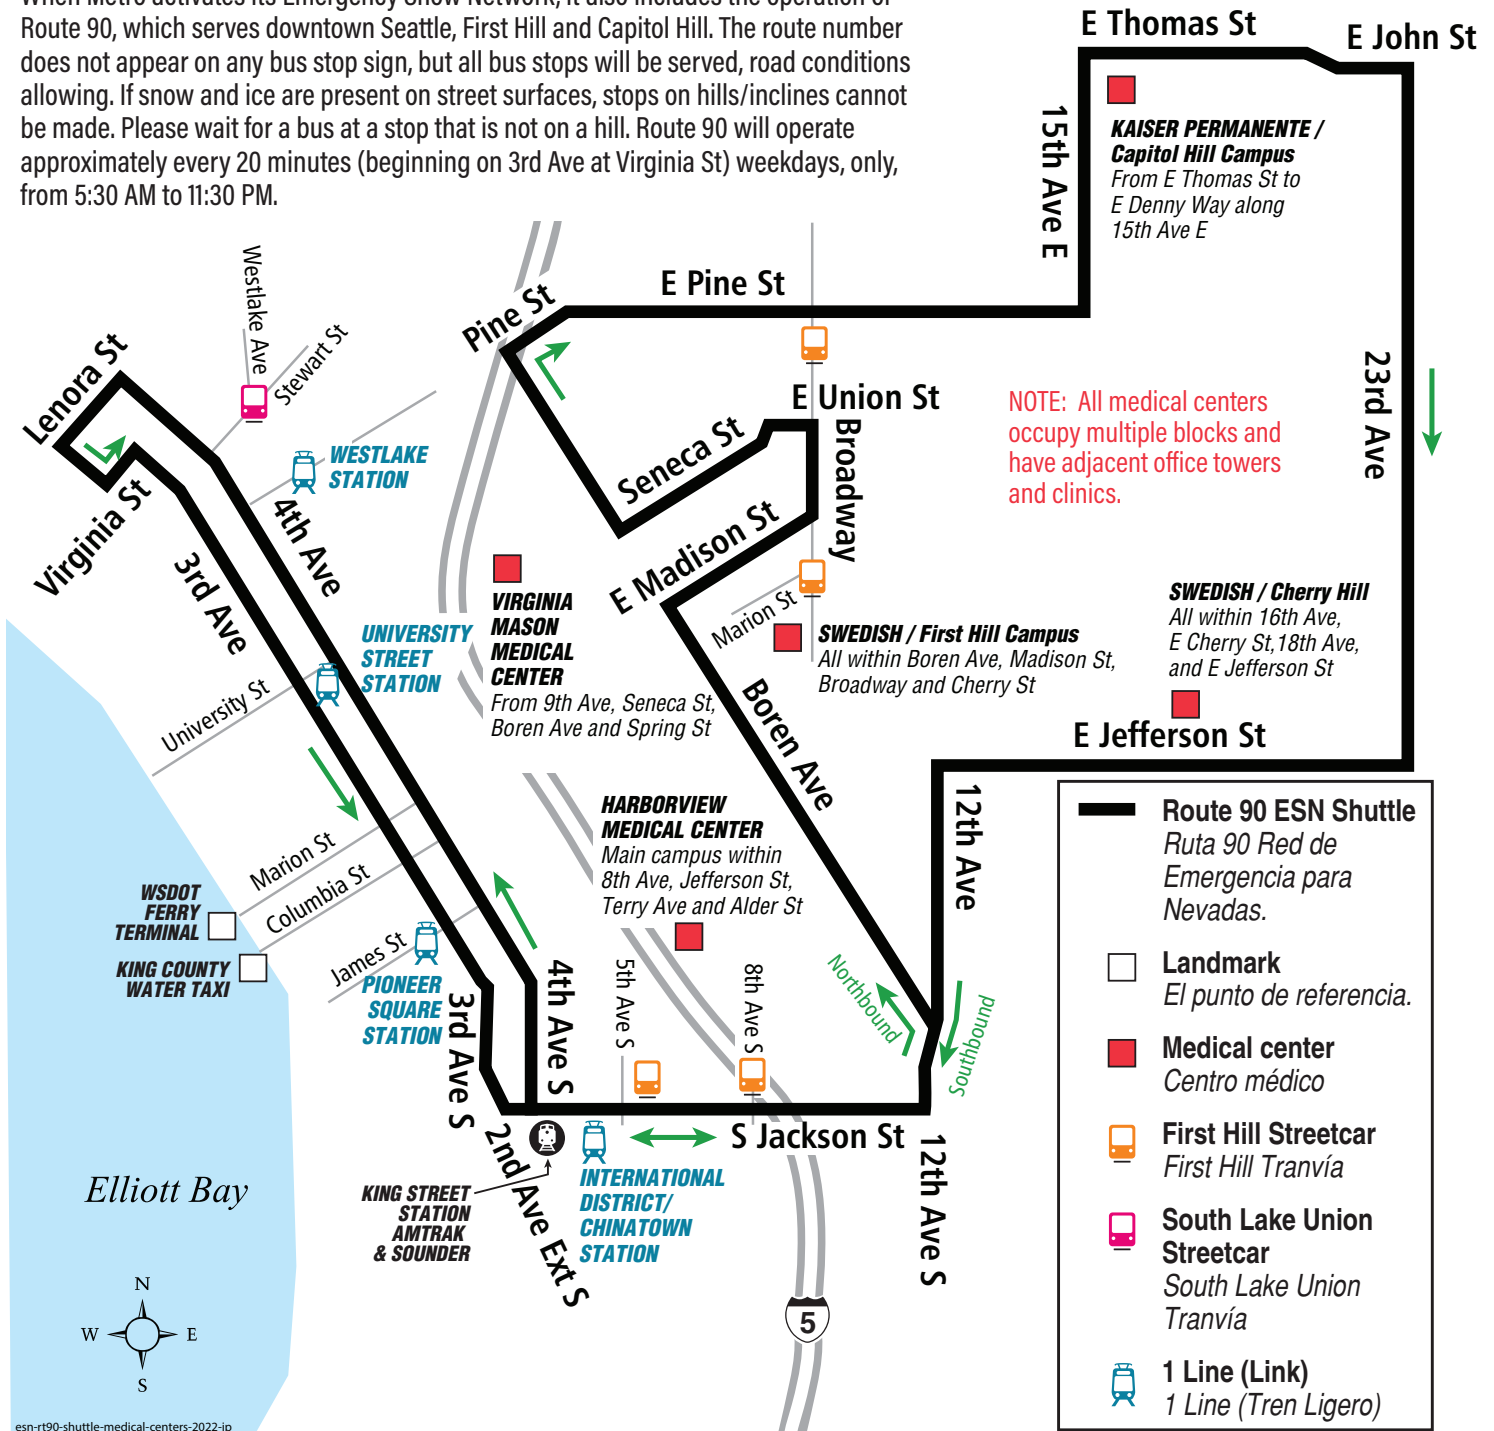 When Metro activates its Emergency Snow Network, it also includes the operation of
Route 90, which serves downtown Seattle, First Hill and Capitol Hill. The route number
does not appear on any bus stop sign, but all bus stops will be served, road conditions
allowing. If snow and ice are present on street surfaces, stops on hills/inclines cannot
be made. Please wait for a bus at a stop that is not on a hill. Route 90 will operate
approximately every 20 minutes (beginning on 3rd Ave at Virginia St) weekdays, only,
from 5:30 AM to 11:30 PM.
E Thomas St
E John St
15th Ave E
KAISER PERMANENTE /
Capitol Hill Campus
From E Thomas St to
E Denny Way along
15th Ave E
Westlake Ave
Stewart St
Lenora St
Virginia St
Pine St
E Pine St
E Union St
Seneca St
Broadway
E Madison St
23rd Ave
NOTE: All medical centers
occupy multiple blocks and
have adjacent office towers
and clinics.
WESTLAKE
STATION
4th Ave
3rd Ave
UNIVERSITY
STREET
STATION
University St
VIRGINIA
MASON
MEDICAL
CENTER
From 9th Ave, Seneca St,
Boren Ave and Spring St
Marion St
SWEDISH / First Hill Campus
All within Boren Ave, Madison St,
Broadway and Cherry St
SWEDISH / Cherry Hill
All within 16th Ave,
E Cherry St,18th Ave,
and E Jefferson St
E Jefferson St
Boren Ave
12th Ave
HARBORVIEW
MEDICAL CENTER
Main campus within
8th Ave, Jefferson St,
Terry Ave and Alder St
Marion St
Columbia St
James St
WSDOT
FERRY
TERMINAL
KING COUNTY
WATER TAXI
PIONEER
SQUARE
STATION
3rd Ave S
4th Ave S
5th Ave S
8th Ave S
Northbound
Southbound
S Jackson St
12th Ave S
2nd Ave Ext S
KING STREET
STATION
AMTRAK
& SOUNDER
INTERNATIONAL
DISTRICT/
CHINATOWN
STATION
5
Elliott Bay
N
W
E
S
Route 90 ESN Shuttle
Ruta 90 Red de
Emergencia para
Nevadas.
Landmark
El punto de referencia.
Medical center
Centro médico
First Hill Streetcar
First Hill Tranvía
South Lake Union
Streetcar
South Lake Union
Tranvía
1 Line (Link)
1 Line (Tren Ligero)
esn-rt90-shuttle-medical-centers-2022-jp